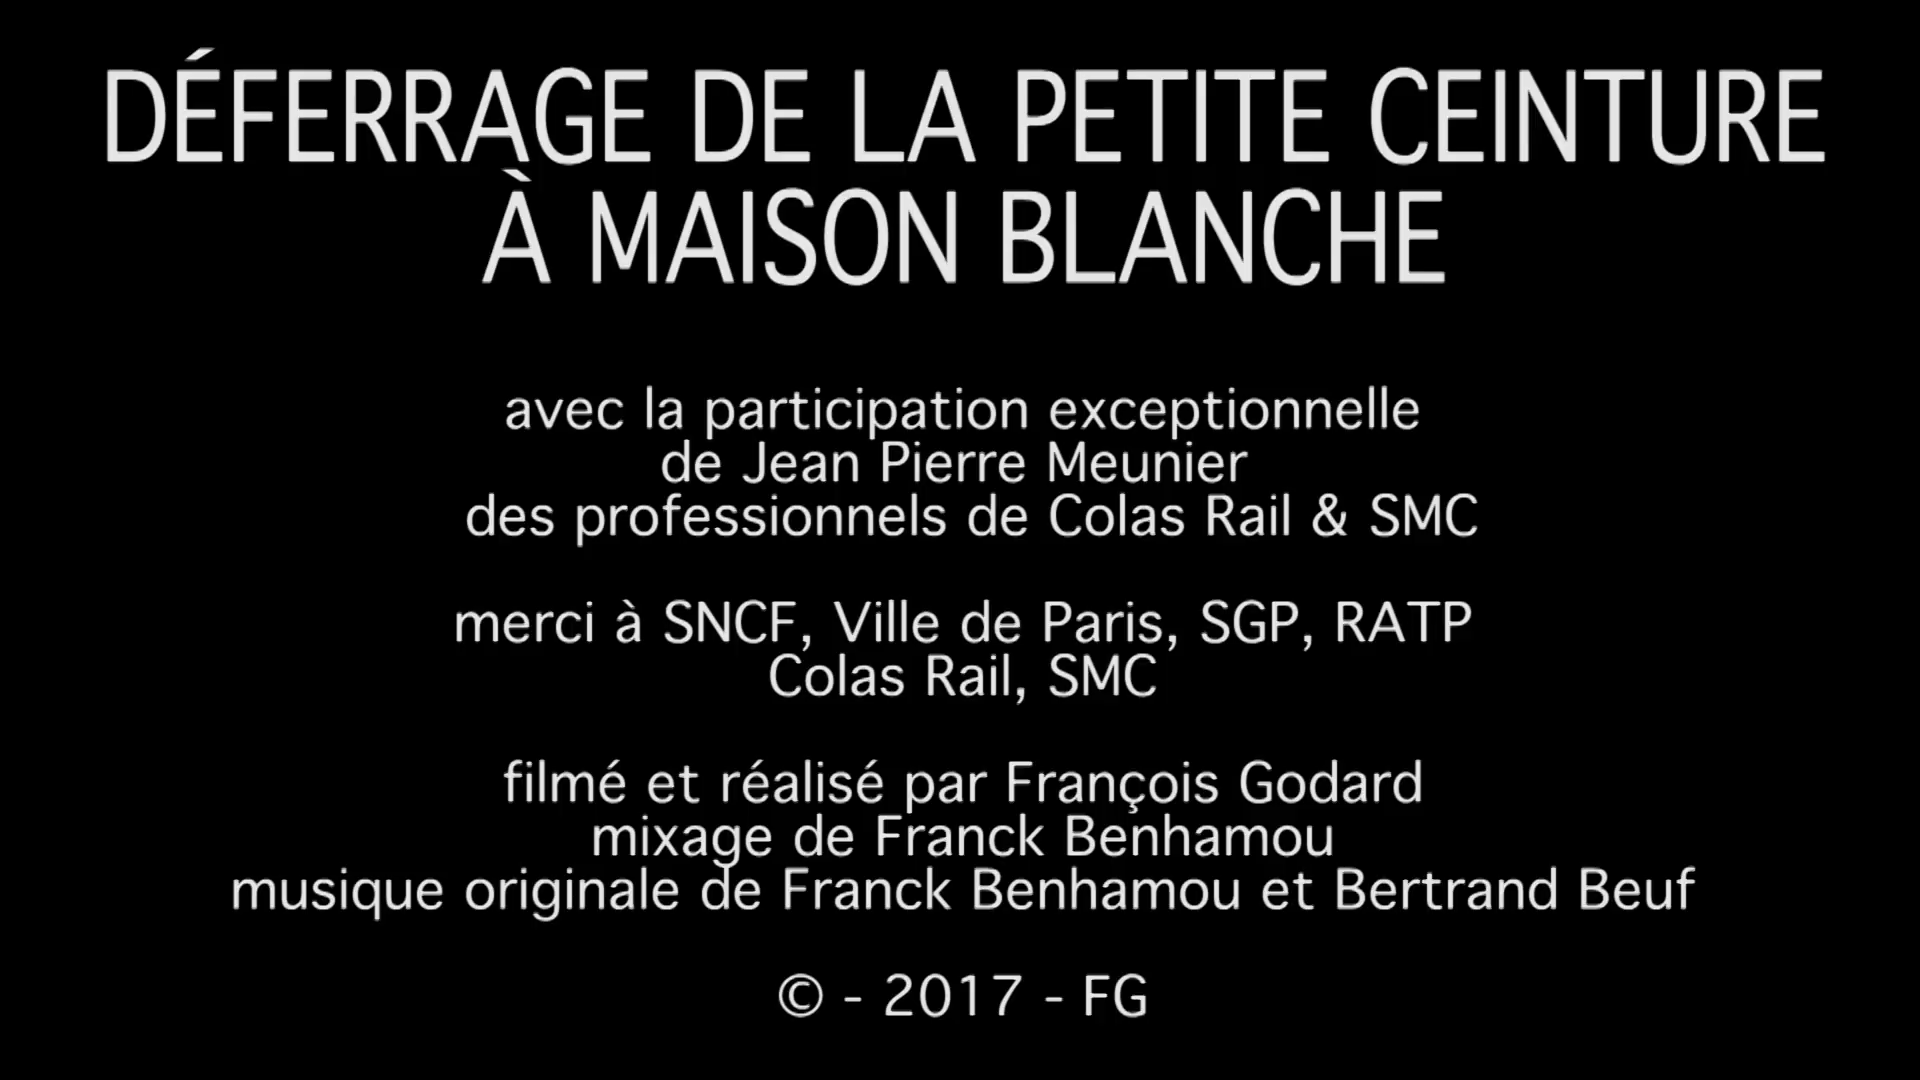 DÉFERRAGE DE LA PETITE CEINTURE
À MAISON BLANCHE
avec la participation exceptionnelle
de Jean Pierre Meunier
des professionnels de Colas Rail & SMC
merci à SNCF, Ville de Paris, SGP, RATP
Colas Rail, SMC
filmé et réalisé par François Godard
mixage de Franck Benhamou
musique originale de Franck Benhamou et Bertrand Beuf
© - 2017 - FG